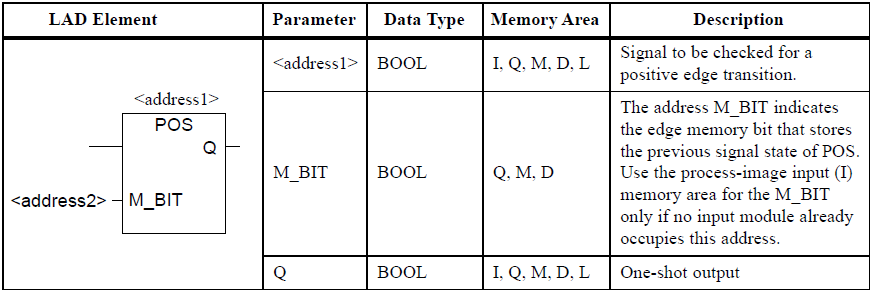 LAD Element Parameter Data Type Memory Area Description
<address1>
POS
Q
<address2> M_BIT
<address1> BOOL I, Q, M, D, L Signal to be checked for a
positive edge transition.
M_BIT BOOL Q, M, D The address M_BIT indicates
the edge memory bit that stores
the previous signal state of POS.
Use the process-image input (I)
memory area for the M_BIT
only if no input module already
occupies this address.
Q BOOL I, Q, M, D, L One-shot output